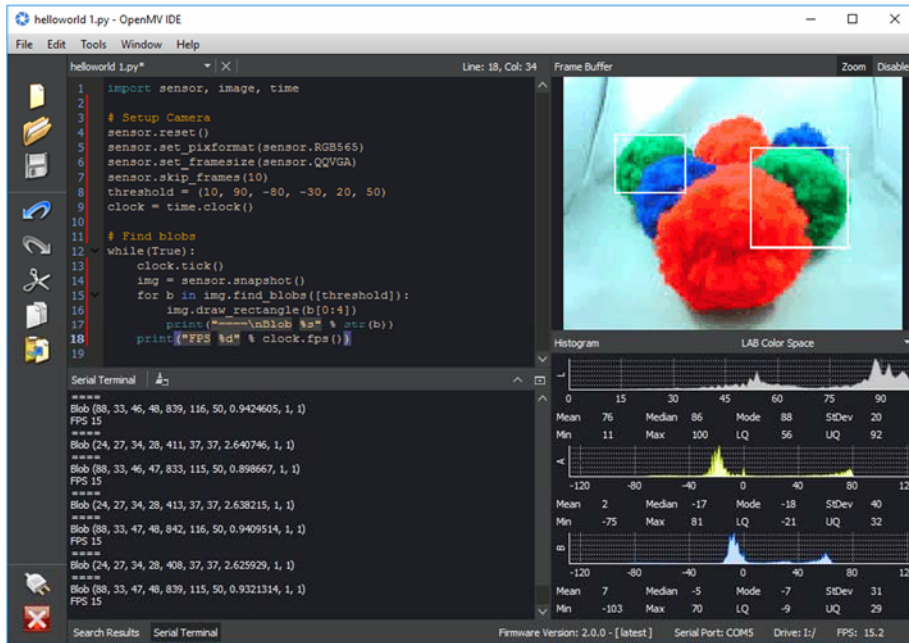 helloworld 1.py - OpenMV IDE
File Edit Tools Window Help
helloworld 1.py* Line: 18, Col: 34
1 import sensor, image, time
2
3 # Setup Camera
4 sensor.reset()
5 sensor.set_pixformat(sensor.RGB565)
6 sensor.set_framesize(sensor.QQVGA)
7 sensor.skip_frames(10)
8 threshold = (10, 90, -80, -30, 20, 50)
9 clock = time.clock()
10
11 # Find blobs
12 while(True):
13 clock.tick()
14 img = sensor.snapshot()
15 for b in img.find_blobs([threshold]):
16 img.draw_rectangle(b[0:4])
17 print("====\nBlob %s" % str(b))
18 print("FPS %d" % clock.fps())
19
Serial Terminal
====
Blob (88, 33, 46, 48, 839, 116, 50, 0.9424605, 1, 1)
FPS 15
====
Blob (24, 27, 34, 28, 411, 37, 37, 2.640746, 1, 1)
====
Blob (88, 33, 46, 47, 833, 115, 50, 0.898667, 1, 1)
FPS 15
====
Blob (24, 27, 34, 28, 413, 37, 37, 2.638215, 1, 1)
====
Blob (88, 33, 47, 48, 842, 116, 50, 0.9409514, 1, 1)
FPS 15
====
Blob (24, 27, 34, 28, 408, 37, 37, 2.625929, 1, 1)
====
Blob (88, 33, 47, 48, 839, 115, 50, 0.9321314, 1, 1)
FPS 15
Search Results Serial Terminal
Frame Buffer Zoom Disable
Histogram LAB Color Space
L
0 15 30 45 60 75 90
Mean 76 Median 86 Mode 88 StDev 20
Min 11 Max 100 LQ 56 UQ 92
A
-120 -80 -40 0 40 80
Mean 2 Median -17 Mode -18 StDev 40
Min -75 Max 81 LQ -21 UQ 32
B
-120 -80 -40 0 40 80
Mean 7 Median -5 Mode -7 StDev 31
Min -103 Max 70 LQ -9 UQ 29
Firmware Version: 2.0.0 - [latest] Serial Port: COM5 Drive: I:/ FPS: 15.2